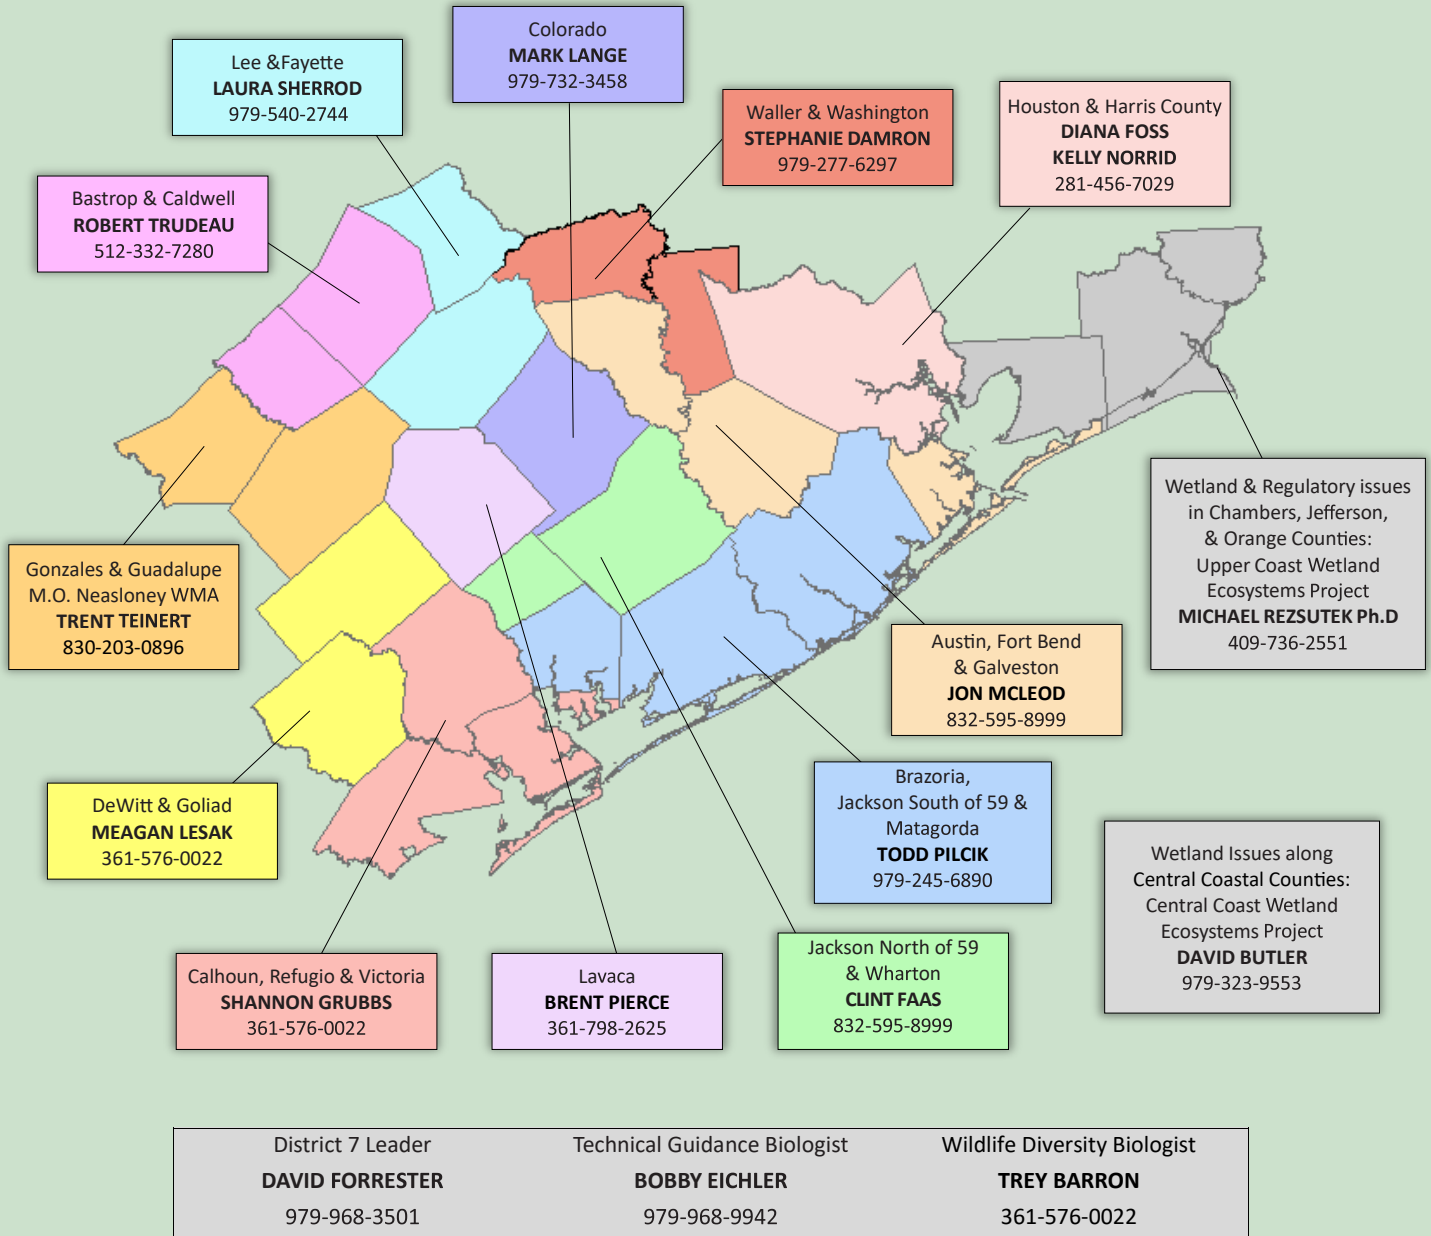 Colorado
MARK LANGE
979-732-3458
Lee &Fayette
LAURA SHERROD
979-540-2744
Waller & Washington
STEPHANIE DAMRON
979-277-6297
Houston & Harris County
DIANA FOSS
KELLY NORRID
281-456-7029
Bastrop & Caldwell
ROBERT TRUDEAU
512-332-7280
Wetland & Regulatory issues
in Chambers, Jefferson,
& Orange Counties:
Upper Coast Wetland
Ecosystems Project
MICHAEL REZSUTEK Ph.D
409-736-2551
Gonzales & Guadalupe
M.O. Neasloney WMA
TRENT TEINERT
830-203-0896
Austin, Fort Bend
& Galveston
JON MCLEOD
832-595-8999
Brazoria,
Jackson South of 59 &
Matagorda
TODD PILCIK
979-245-6890
DeWitt & Goliad
MEAGAN LESAK
361-576-0022
Wetland Issues along
Central Coastal Counties:
Central Coast Wetland
Ecosystems Project
DAVID BUTLER
979-323-9553
Calhoun, Refugio & Victoria
SHANNON GRUBBS
361-576-0022
Lavaca
BRENT PIERCE
361-798-2625
Jackson North of 59
& Wharton
CLINT FAAS
832-595-8999
District 7 Leader
DAVID FORRESTER
979-968-3501
Technical Guidance Biologist
BOBBY EICHLER
979-968-9942
Wildlife Diversity Biologist
TREY BARRON
361-576-0022